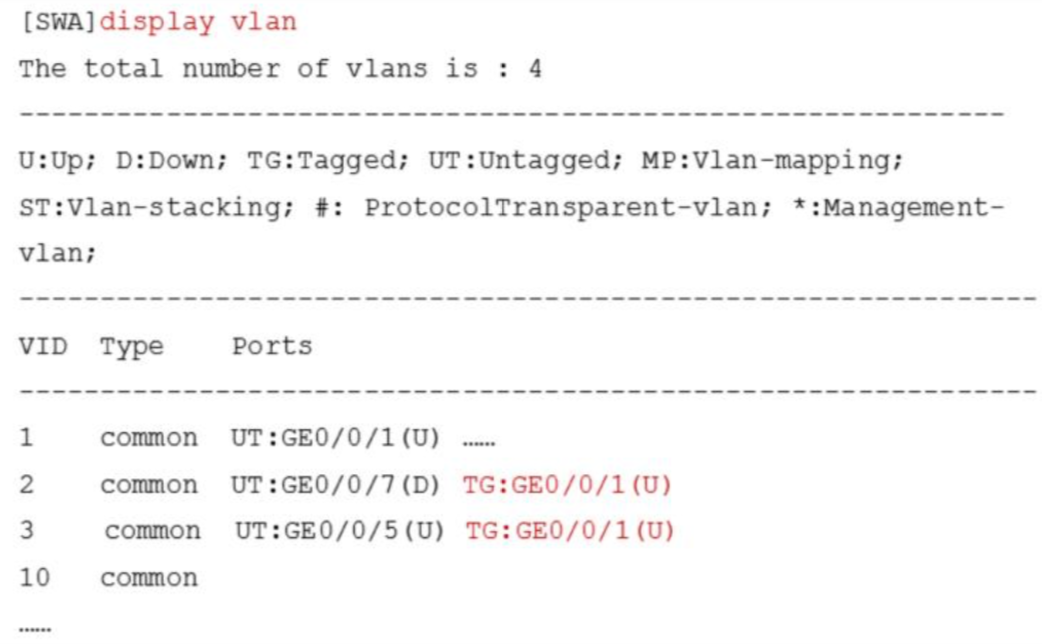 [SWA]display vlan
The total number of vlans is : 4
-------------------------------------------------------------
U:Up; D:Down; TG:Tagged; UT:Untagged; MP:Vlan-mapping;
ST:Vlan-stacking; #: ProtocolTransparent-vlan; *:Management-
vlan;
---------------------------------------------------------------
VID  Type    Ports
---------------------------------------------------------------
1    common  UT:GE0/0/1(U) ……
2    common  UT:GE0/0/7(D) TG:GE0/0/1(U)
3    common  UT:GE0/0/5(U) TG:GE0/0/1(U)
10   common
……